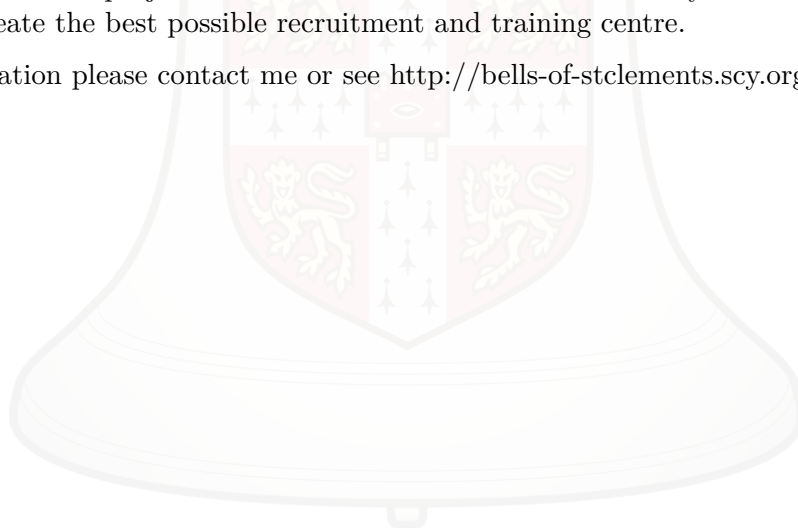 eate the best possible recruitment and training centre.
ation please contact me or see http://bells-of-stclements.scy.org